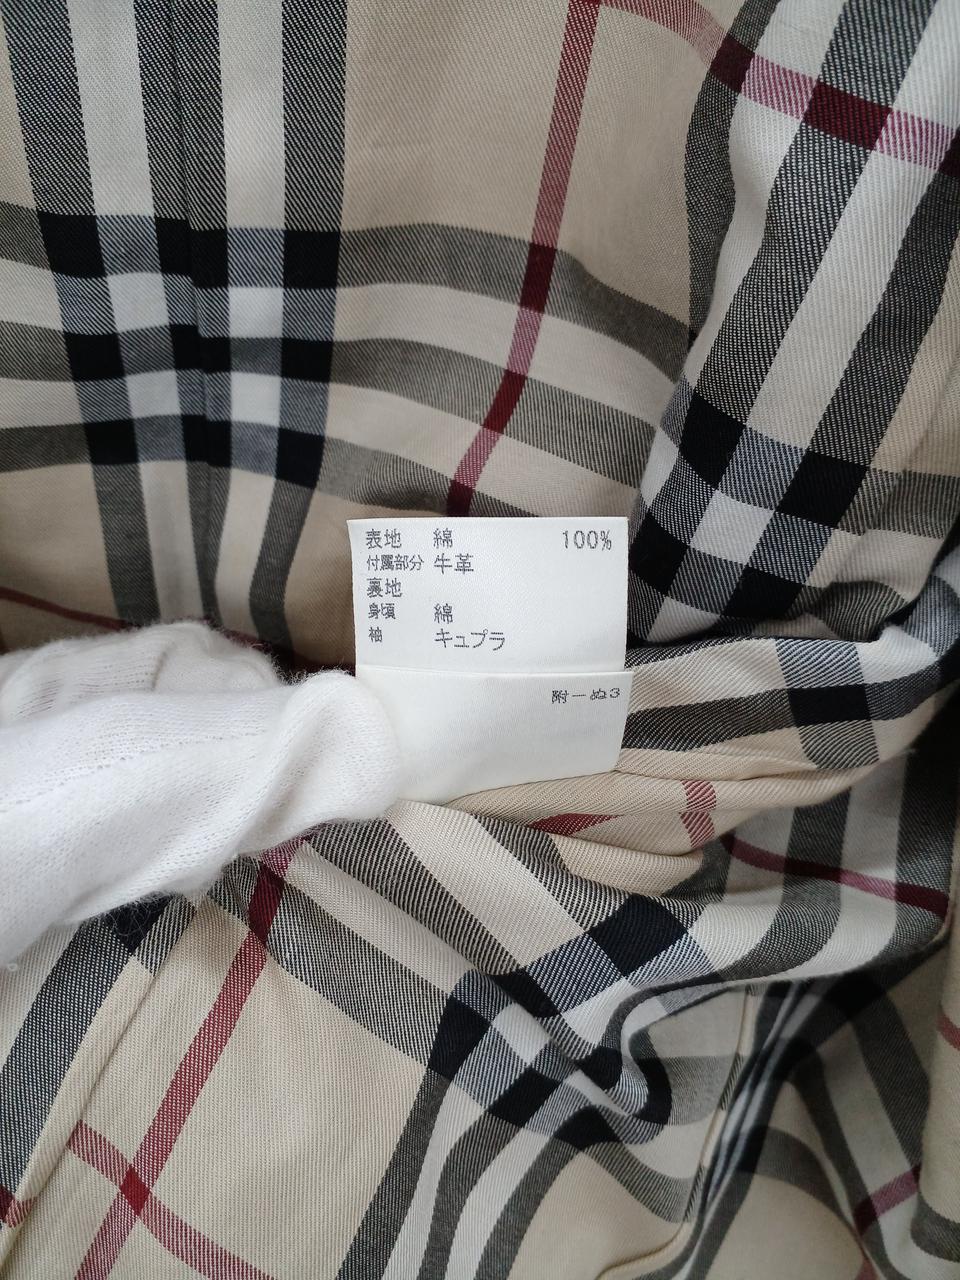 表地 綿 100%
付属部分 牛革
裏地
身頃 綿
袖 キュプラ
附ーぬ3